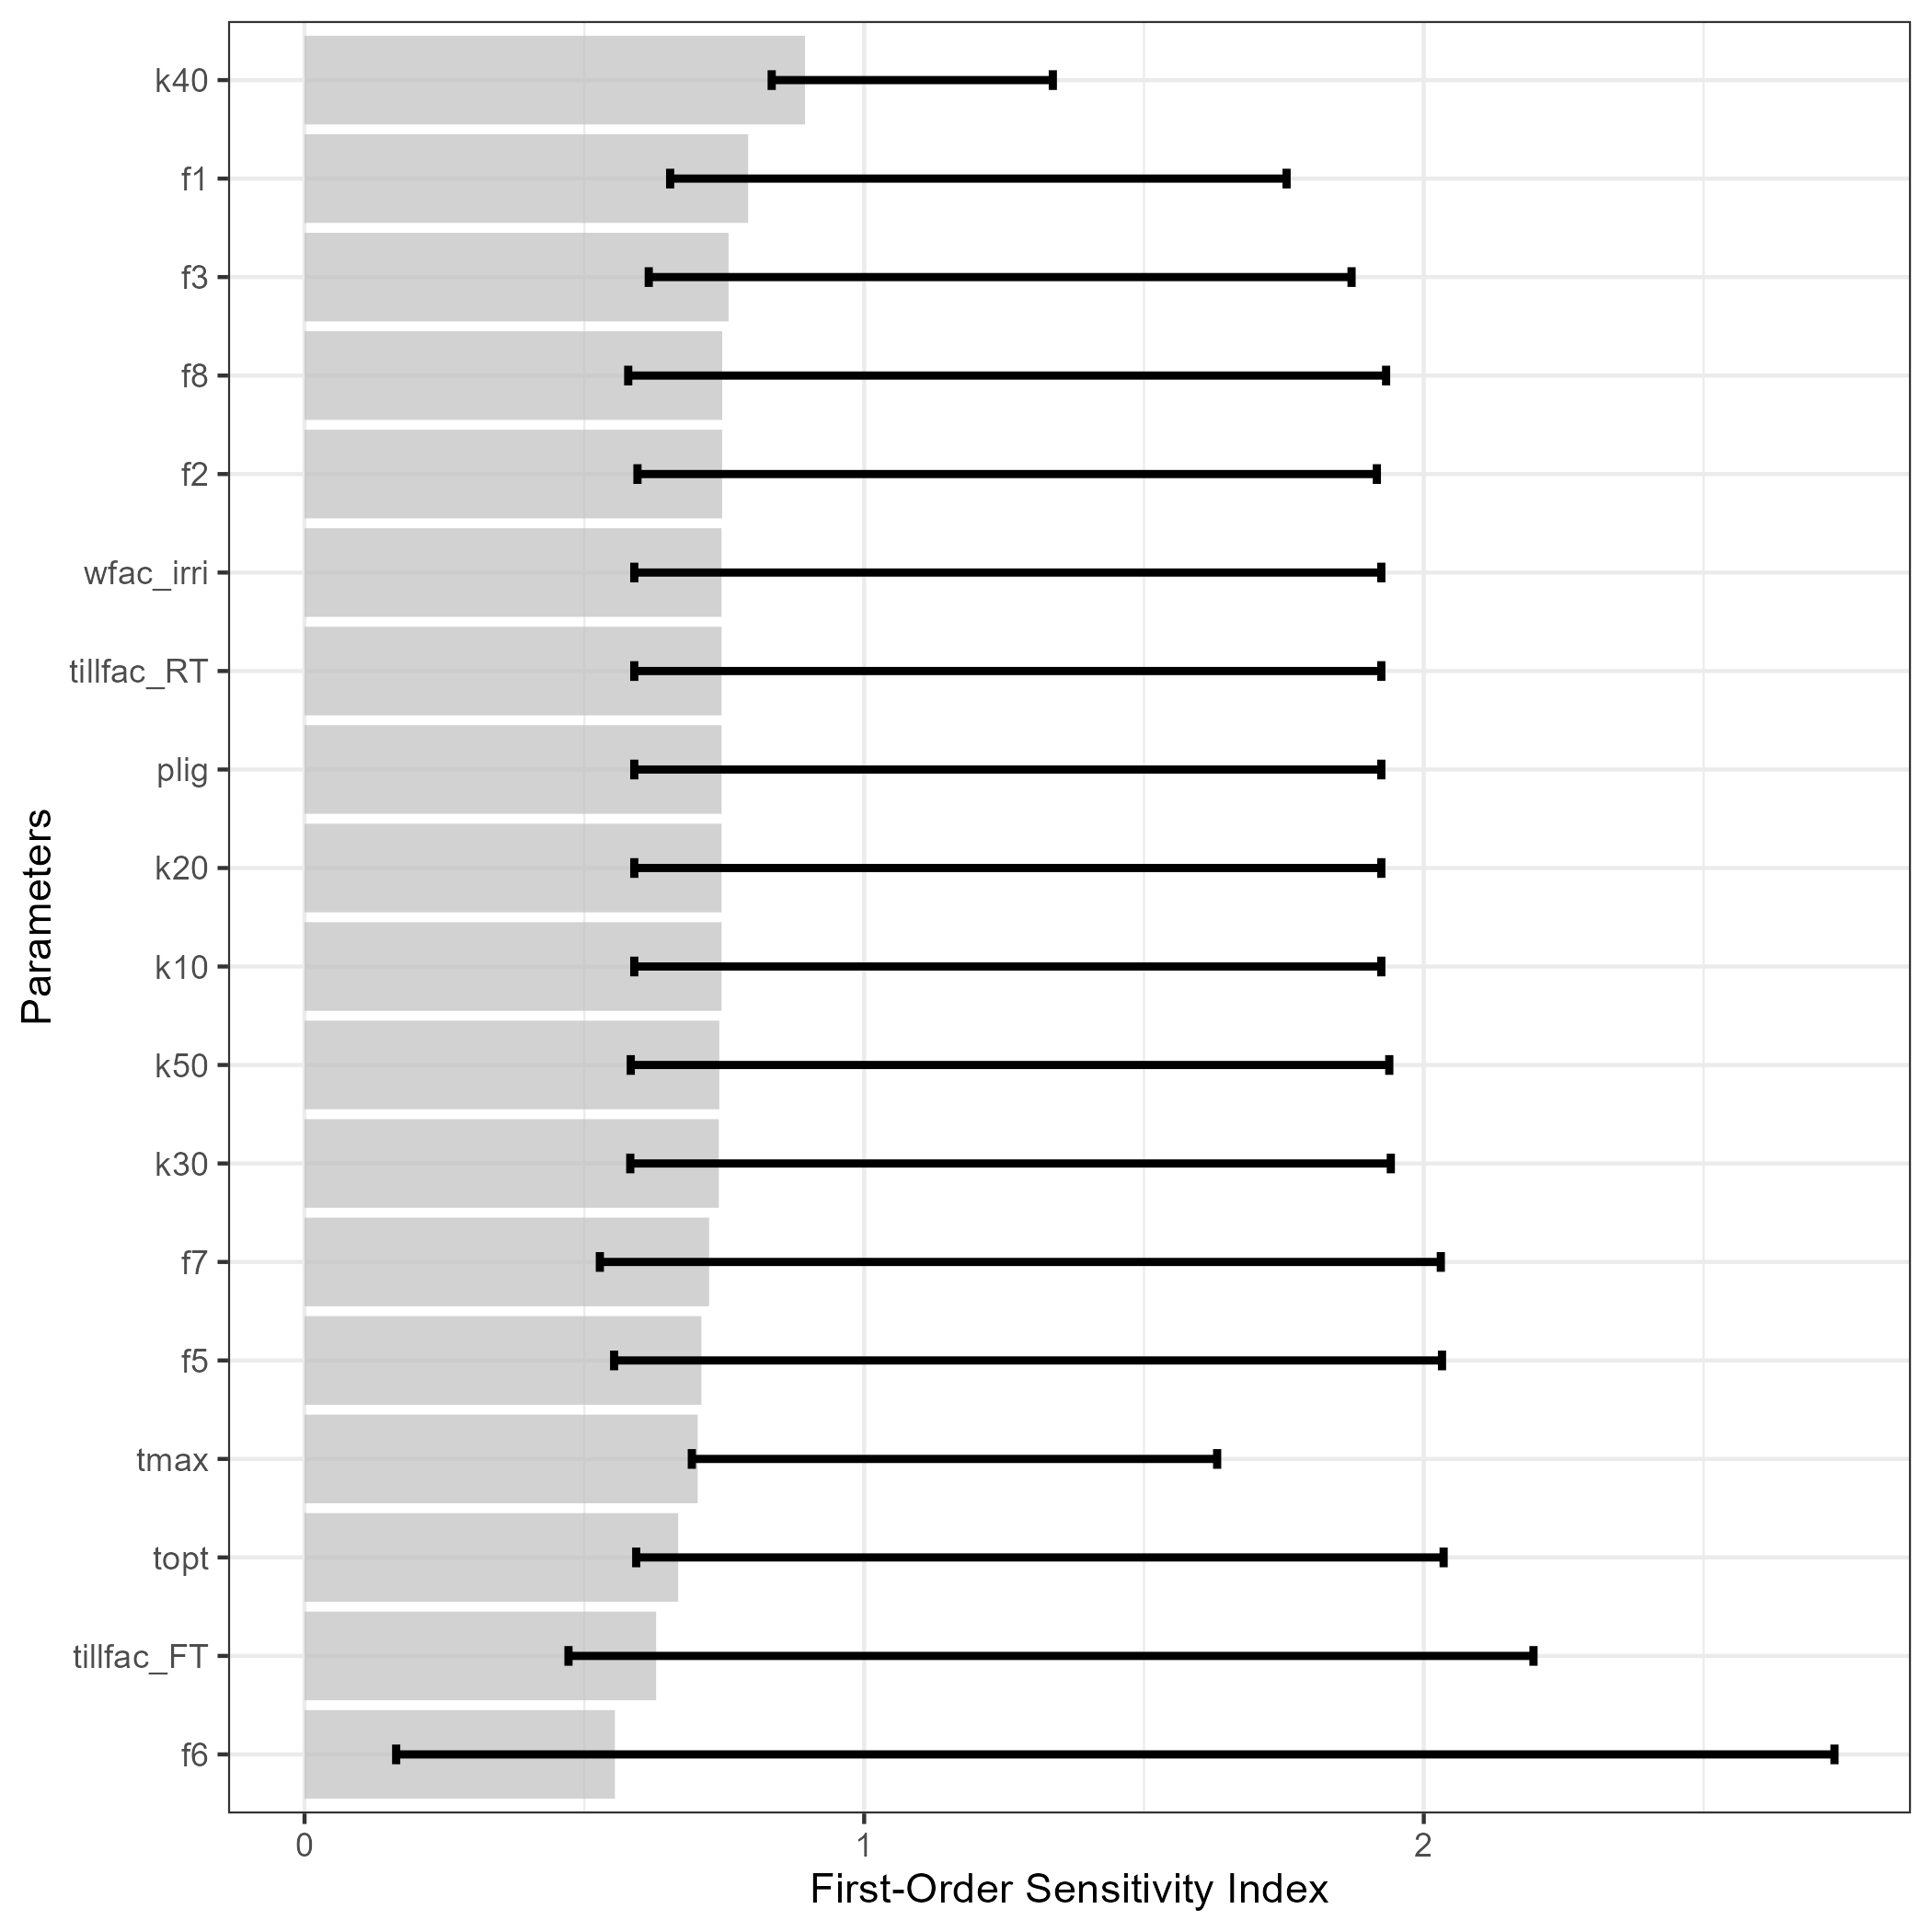 k40
f1
f3
f8
f2
wfac_irri
tillfac_RT
plig
k20
k10
k50
k30
f7
f5
tmax
topt
tillfac_FT
f6
Parameters
0 1 2
First-Order Sensitivity Index